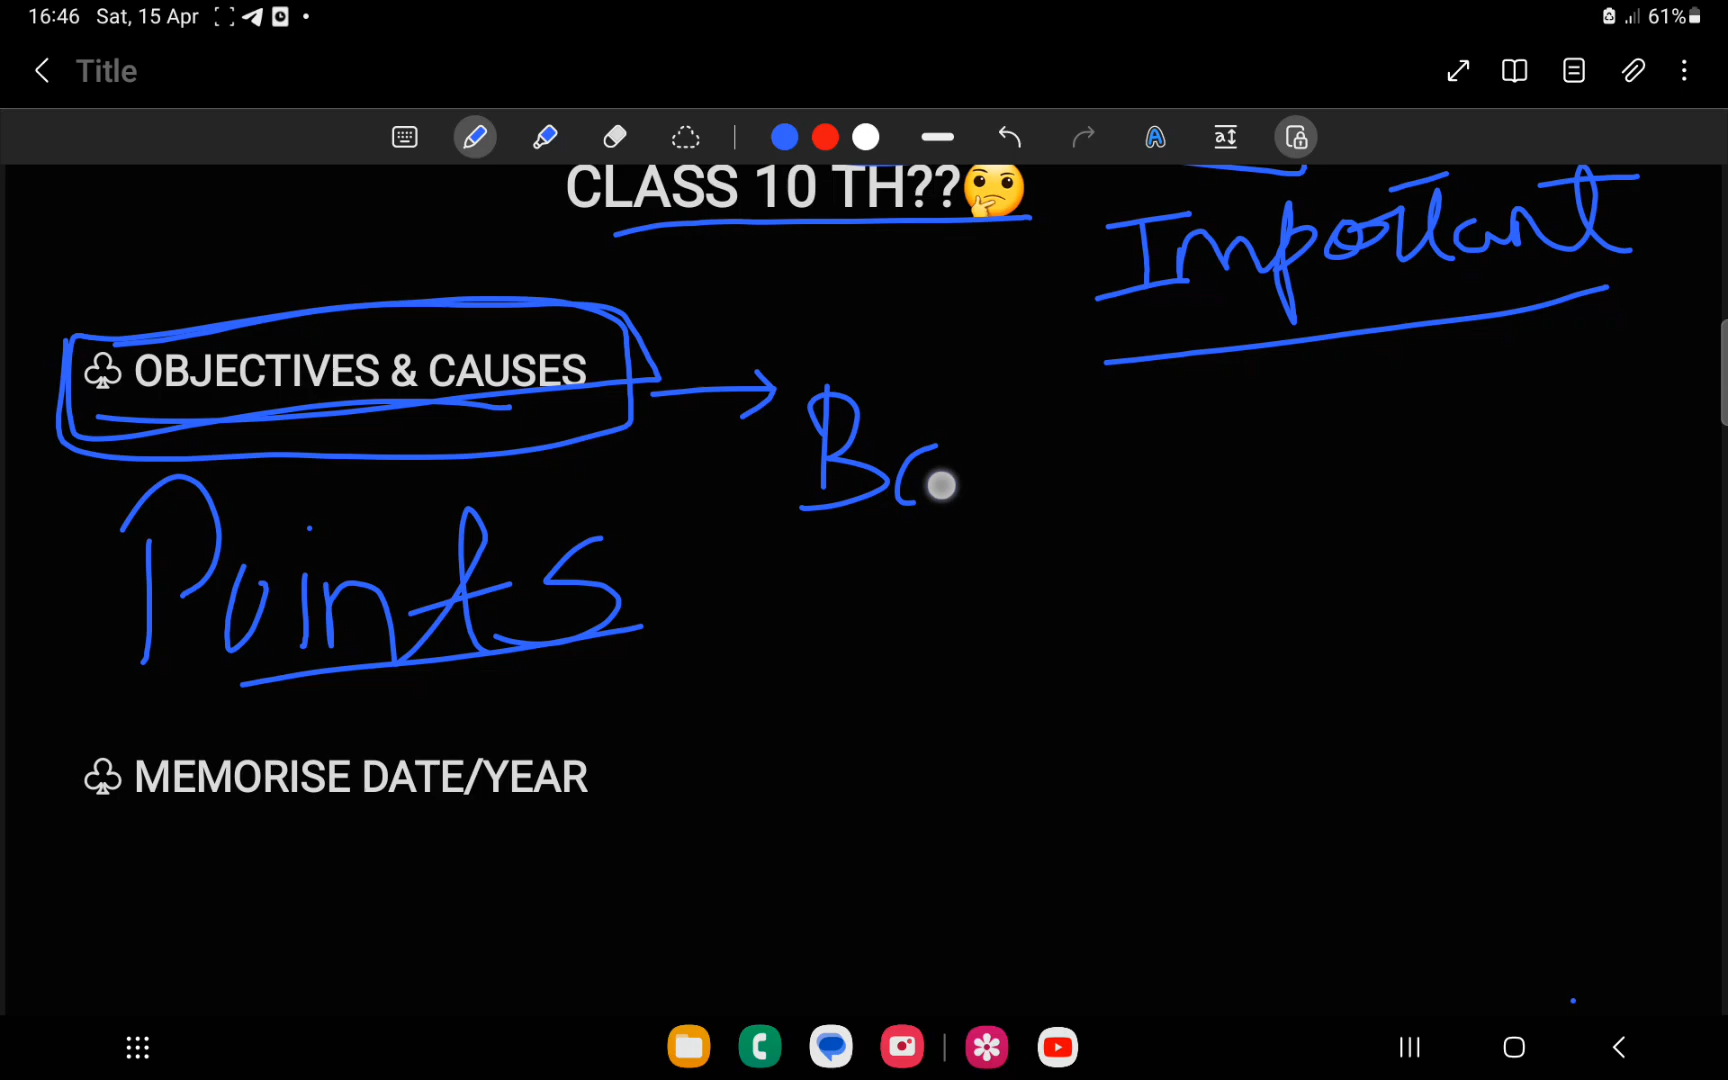 16:46 Sat, 15 Apr 61%
Title
CLASS 10 TH??🤔
Important
♧ OBJECTIVES & CAUSES
Points
♧ MEMORISE DATE/YEAR